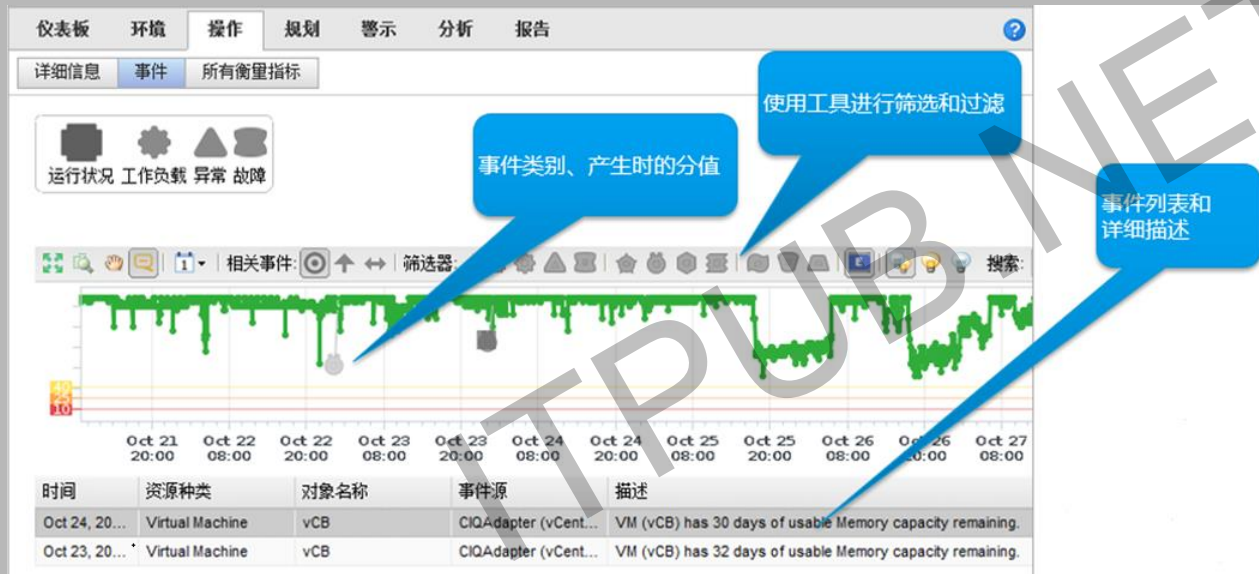 仪表板 环境 操作 规划 警示 分析 报告 ?
详细信息 事件 所有衡量指标
使用工具进行筛选和过滤
事件类别、产生时的分值
事件列表和
详细描述
运行状况 工作负载 异常 故障
1 相关事件: 筛选器: E 搜索:
25
10
Oct 21 Oct 22 Oct 22 Oct 23 Oct 23 Oct 24 Oct 24 Oct 25 Oct 25 Oct 26 Oct 26 Oct 27
20:00 08:00 20:00 08:00 20:00 08:00 20:00 08:00 20:00 08:00 20:00 08:00
时间 资源种类 对象名称 事件源 描述
Oct 24, 20... Virtual Machine vCB CIQAdapter (vCent... VM (vCB) has 30 days of usable Memory capacity remaining.
Oct 23, 20... Virtual Machine vCB CIQAdapter (vCent... VM (vCB) has 32 days of usable Memory capacity remaining.
ITPUB.NET